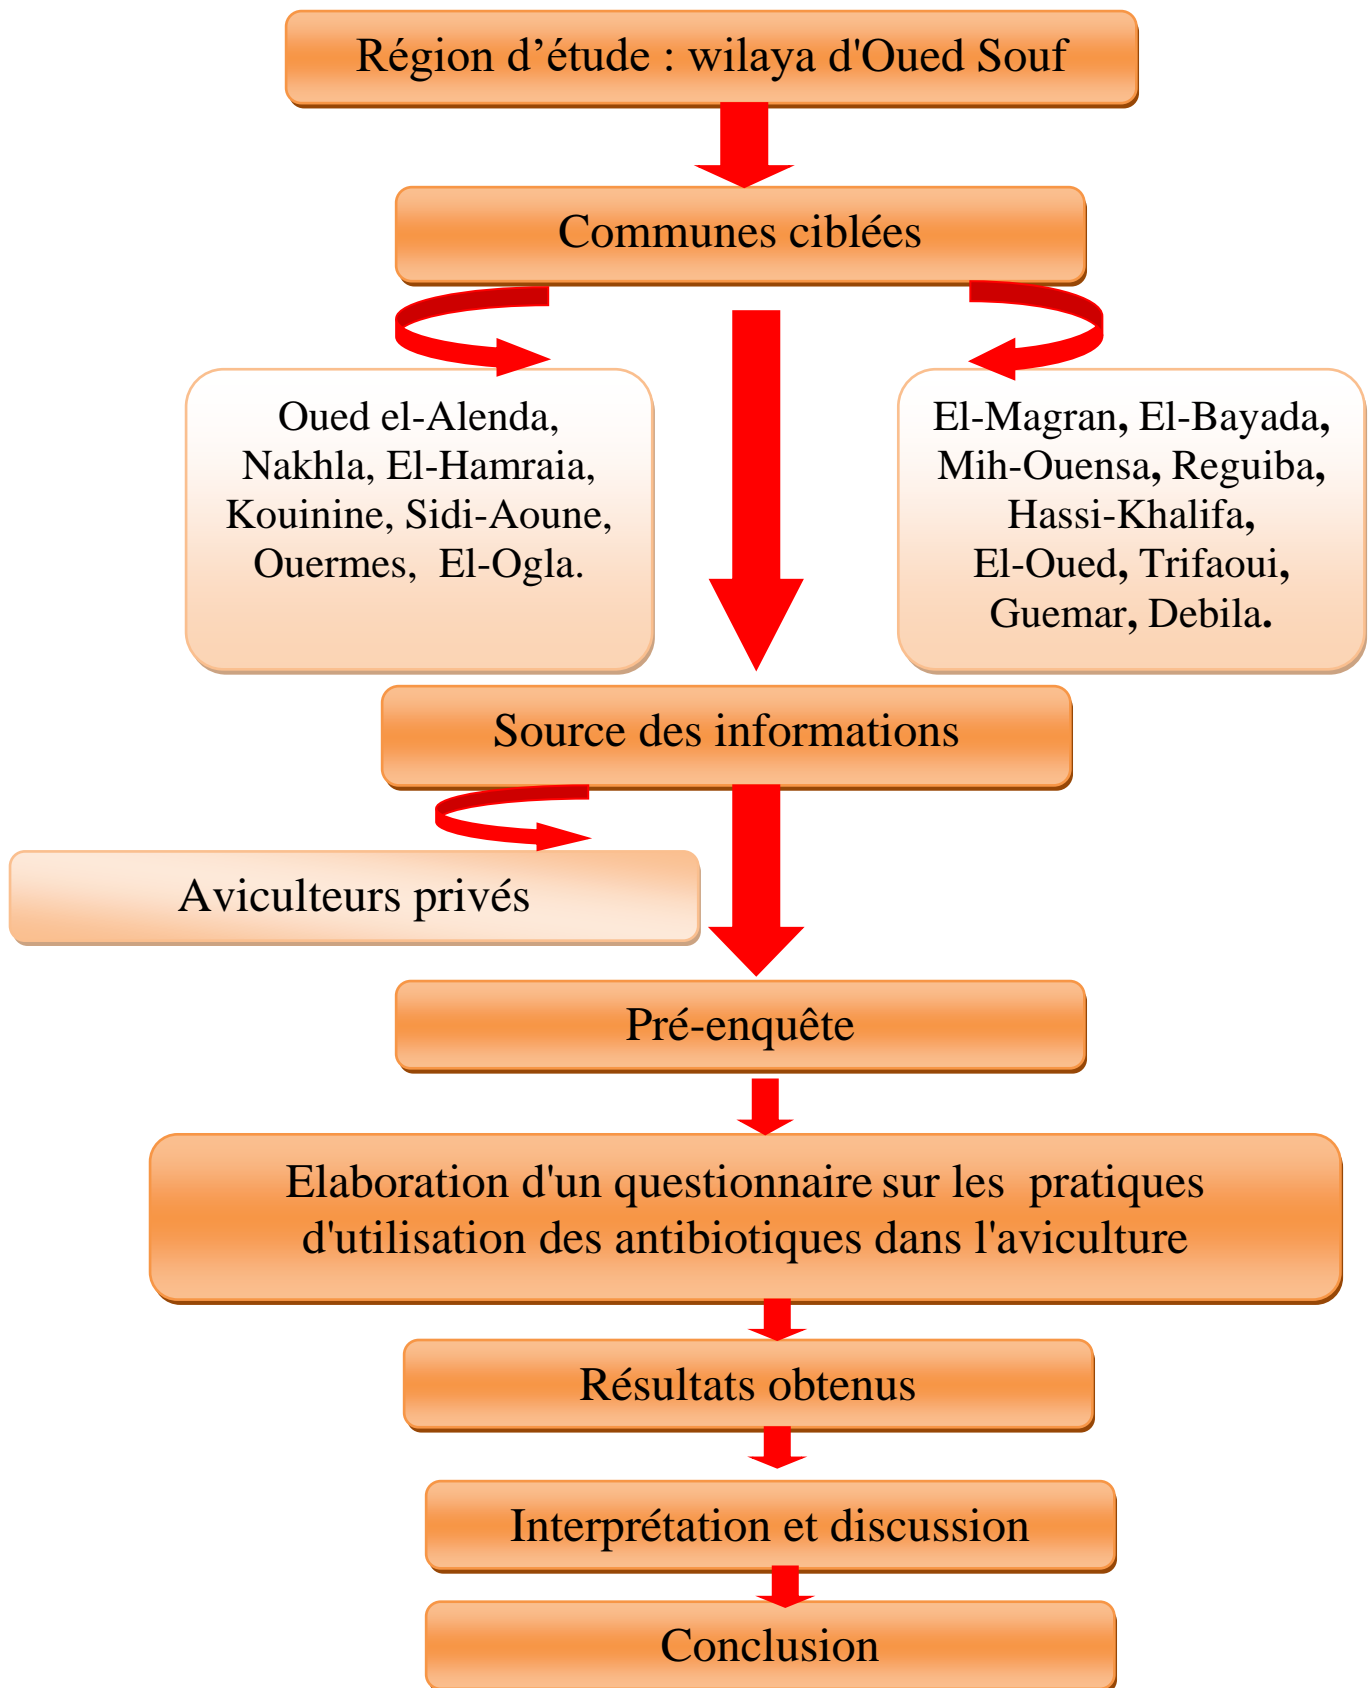 Région d’étude : wilaya d'Oued Souf
Communes ciblées
Oued el-Alenda,
Nakhla, El-Hamraia,
Kouinine, Sidi-Aoune,
Ouermes, El-Ogla.
El-Magran, El-Bayada,
Mih-Ouensa, Reguiba,
Hassi-Khalifa,
El-Oued, Trifaoui,
Guemar, Debila.
Source des informations
Aviculteurs privés
Pré-enquête
Elaboration d'un questionnaire sur les pratiques
d'utilisation des antibiotiques dans l'aviculture
Résultats obtenus
Interprétation et discussion
Conclusion